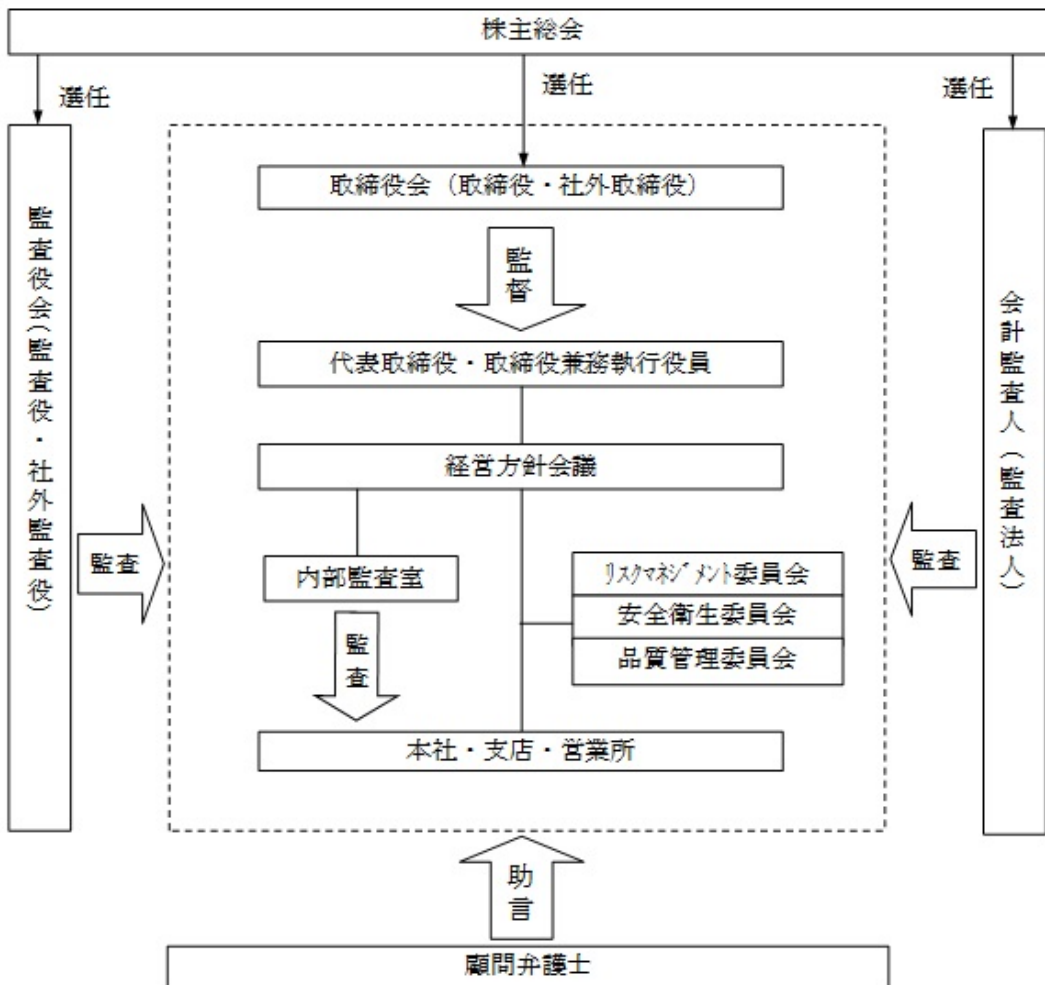 株主総会
選任
選任
選任
監査役会(監査役・社外監査役)
取締役会（取締役・社外取締役）
監督
代表取締役・取締役兼務執行役員
経営方針会議
監査
内部監査室
監査
ﾘｽｸﾏﾈｼﾞﾒﾝﾄ委員会
安全衛生委員会
品質管理委員会
本社・支店・営業所
監査
会計監査人（監査法人）
助言
顧問弁護士